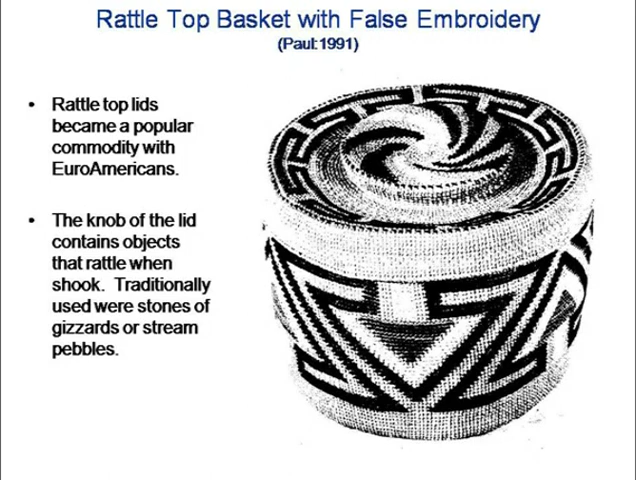 Rattle Top Basket with False Embroidery
(Paul:1991)
• Rattle top lids
became a popular
commodity with
EuroAmericans.
• The knob of the lid
contains objects
that rattle when
shook. Traditionally
used were stones of
gizzards or stream
pebbles.